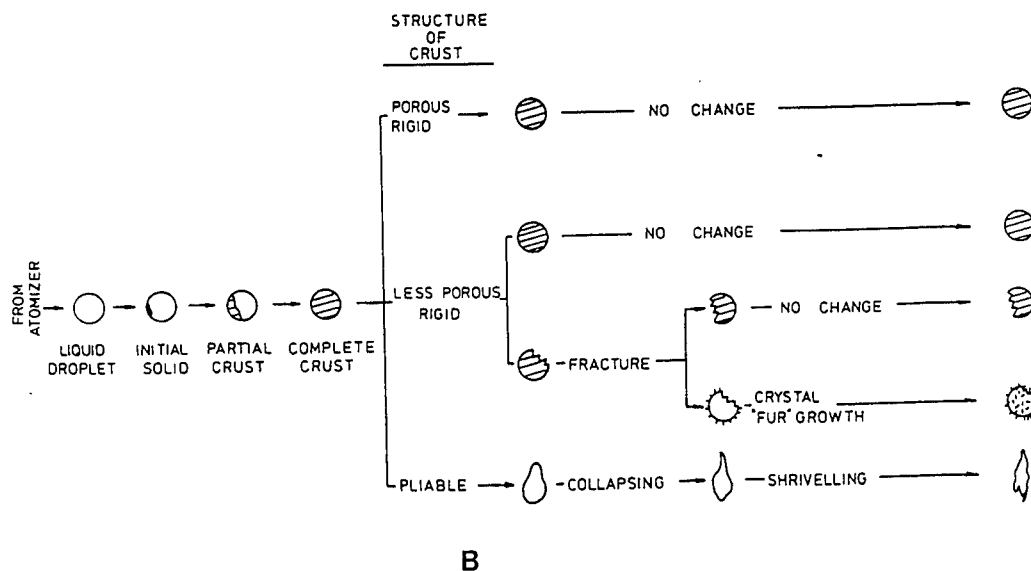 STRUCTURE
OF
CRUST
POROUS
RIGID
NO CHANGE
NO CHANGE
FROM
ATOMIZER
LESS POROUS
RIGID
NO CHANGE
LIQUID
DROPLET
INITIAL
SOLID
PARTIAL
CRUST
COMPLETE
CRUST
FRACTURE
CRYSTAL
"FUR" GROWTH
PLIABLE
COLLAPSING
SHRIVELLING
B